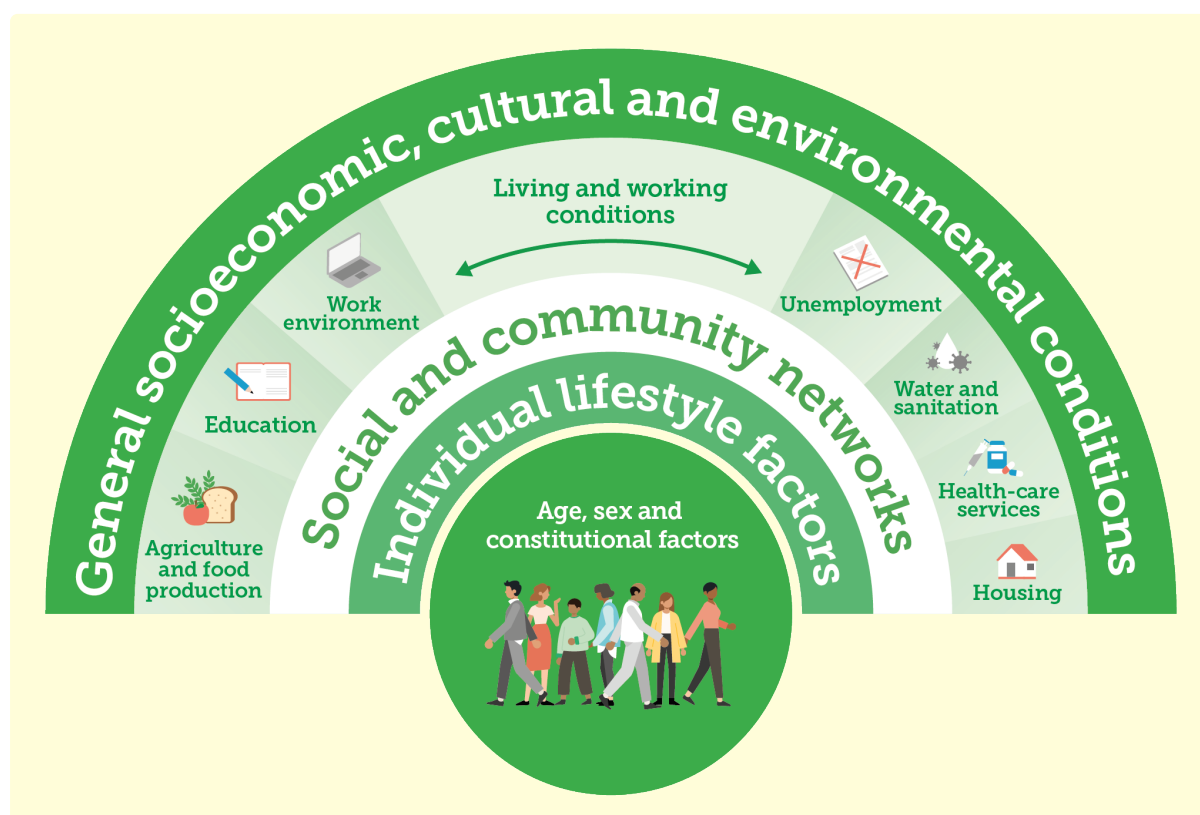 General socioeconomic, cultural and environmental conditions
Living and working
conditions
Work
environment
Unemployment
Education
Water and
sanitation
Agriculture
and food
production
Health-care
services
Housing
Social and community networks
Individual lifestyle factors
Age, sex and
constitutional factors